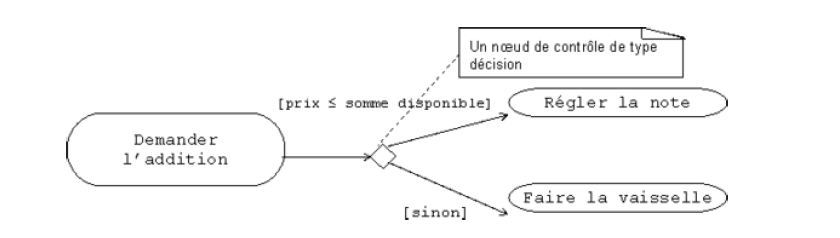 Un nœud de contrôle de type
décision
[prix ≤ somme disponible]
Régler la note
Demander
l'addition
Faire la vaisselle
[sinon]